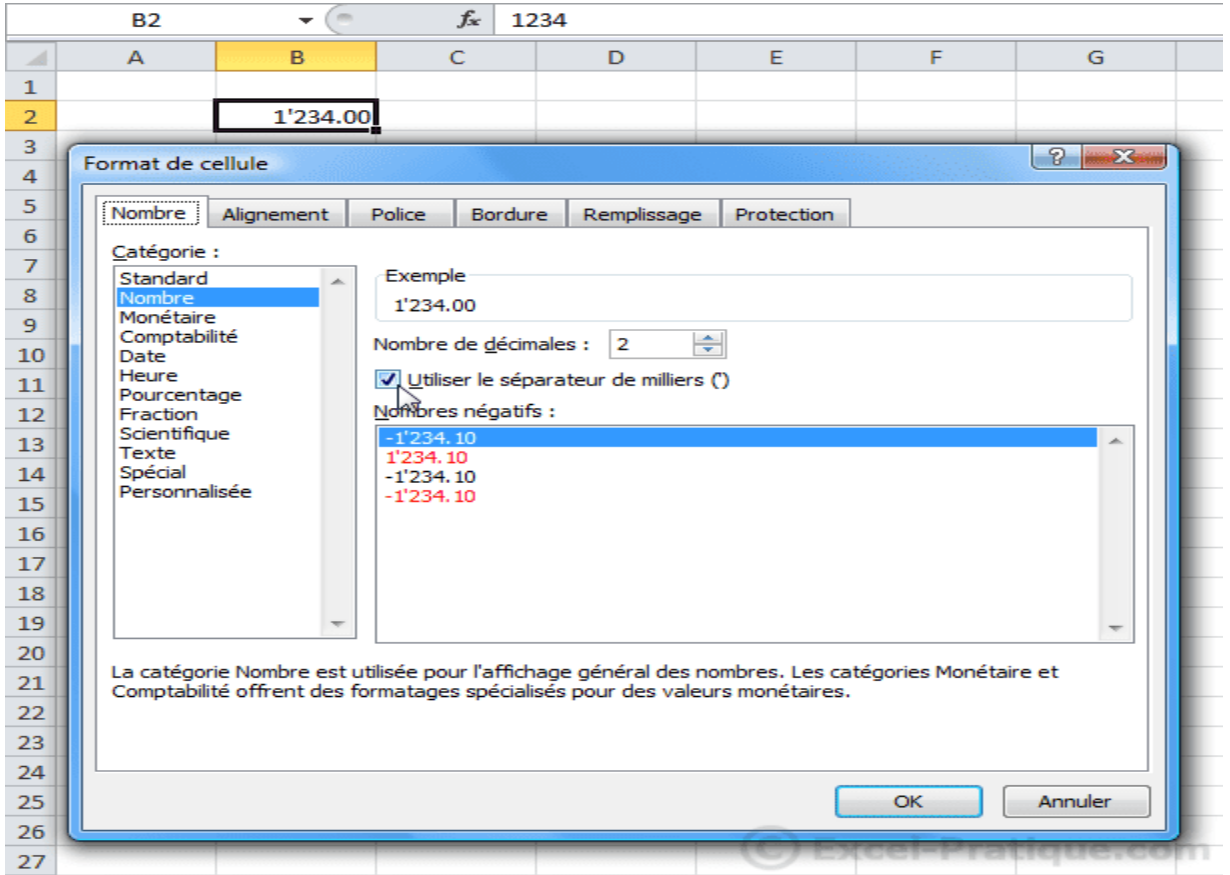 B2 fx 1234
A B C D E F G
1
2 1'234.00
3
Format de cellule
4
5 Nombre Alignement Police Bordure Remplissage Protection
6
Catégorie :
7
Standard Exemple
8 Nombre 1'234.00
Monétaire
9
Comptabilité Nombre de décimales : 2
10 Date
Heure Utiliser le séparateur de milliers (')
11
Pourcentage
12 Fraction Nombres négatifs :
Scientifique -1'234.10
13
Texte 1'234.10
14 Spécial -1'234.10
Personnalisée -1'234.10
15
16
17
18
19
20
La catégorie Nombre est utilisée pour l'affichage général des nombres. Les catégories Monétaire et
21
Comptabilité offrent des formatages spécialisés pour des valeurs monétaires.
22
23
24
25 OK Annuler
26
© Excel-Pratique.com
27